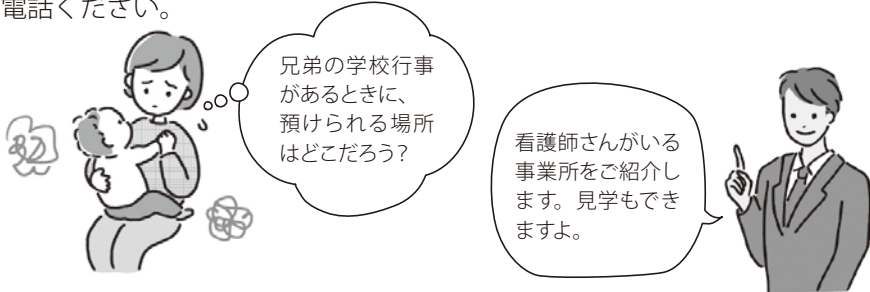 電話ください。
兄弟の学校行事
があるときに、
預けられる場所
はどこだろう？
看護師さんがいる
事業所をご紹介し
ます。見学もでき
ますよ。